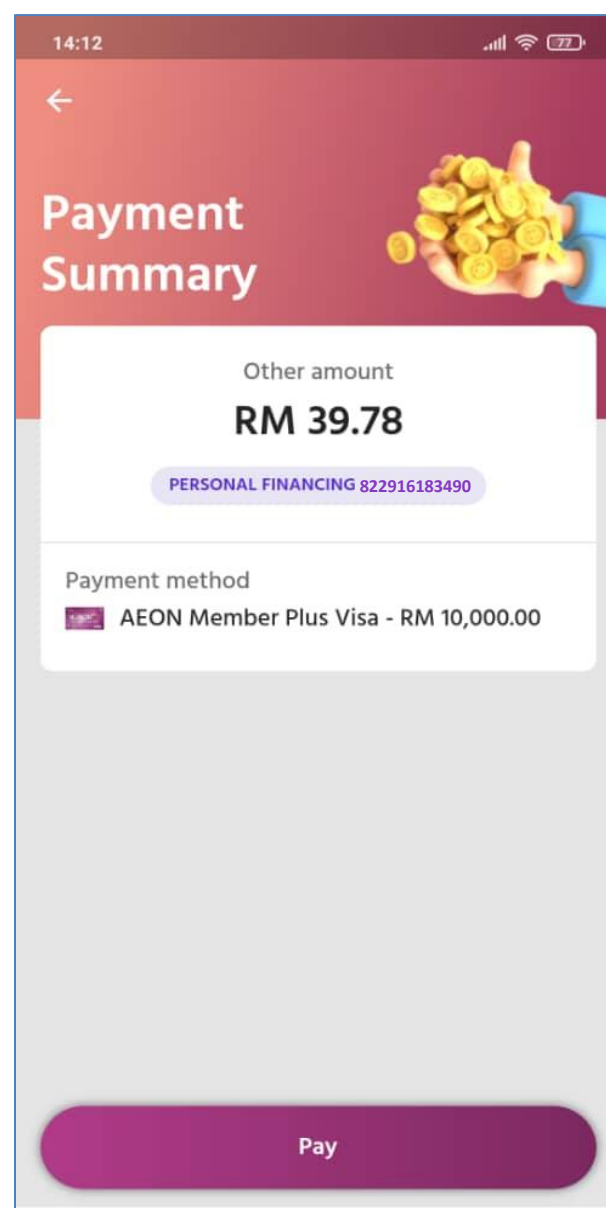 14:12
77
Payment
Summary
Other amount
RM 39.78
PERSONAL FINANCING 822916183490
Payment method
AEON Member Plus Visa - RM 10,000.00
Pay